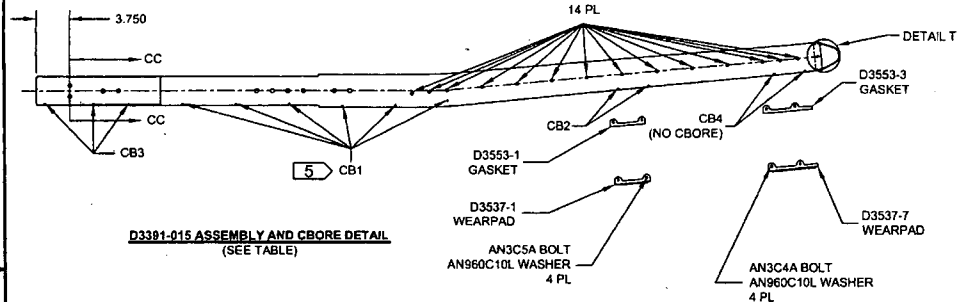 14 PL
3.750
DETAIL T
CC
D3553-3
GASKET
CC
CB2
CB4
(NO CBORE)
CB3
5
CB1
D3553-1
GASKET
D3537-1
WEARPAD
D3537-7
WEARPAD
D3391-015 ASSEMBLY AND CBORE DETAIL
(SEE TABLE)
AN3C5A BOLT
AN960C10L WASHER
4 PL
AN3C4A BOLT
AN960C10L WASHER
4 PL